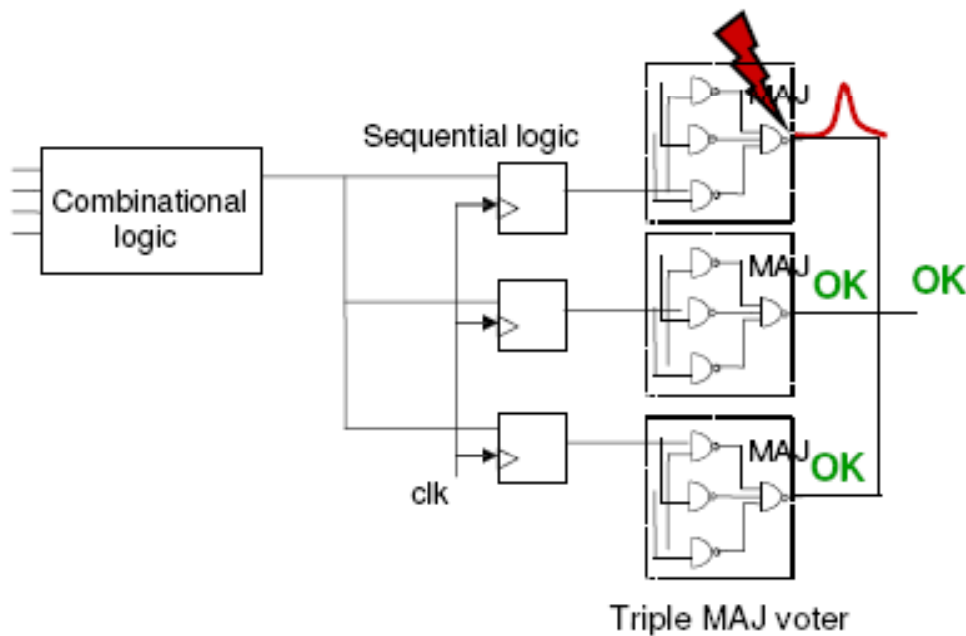 MAJ
Sequential logic
Combinational
logic
MAJ
OK
OK
MAJ
OK
clk
Triple MAJ voter